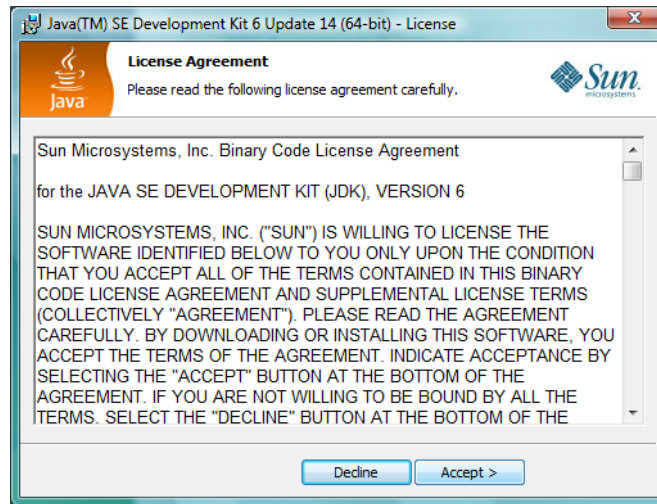 Java(TM) SE Development Kit 6 Update 14 (64-bit) - License
License Agreement
Please read the following license agreement carefully.
Java
Sun
microsystems
Sun Microsystems, Inc. Binary Code License Agreement
for the JAVA SE DEVELOPMENT KIT (JDK), VERSION 6
SUN MICROSYSTEMS, INC. ("SUN") IS WILLING TO LICENSE THE
SOFTWARE IDENTIFIED BELOW TO YOU ONLY UPON THE CONDITION
THAT YOU ACCEPT ALL OF THE TERMS CONTAINED IN THIS BINARY
CODE LICENSE AGREEMENT AND SUPPLEMENTAL LICENSE TERMS
(COLLECTIVELY "AGREEMENT"). PLEASE READ THE AGREEMENT
CAREFULLY. BY DOWNLOADING OR INSTALLING THIS SOFTWARE, YOU
ACCEPT THE TERMS OF THE AGREEMENT. INDICATE ACCEPTANCE BY
SELECTING THE "ACCEPT" BUTTON AT THE BOTTOM OF THE
AGREEMENT. IF YOU ARE NOT WILLING TO BE BOUND BY ALL THE
TERMS, SELECT THE "DECLINE" BUTTON AT THE BOTTOM OF THE
Decline
Accept >